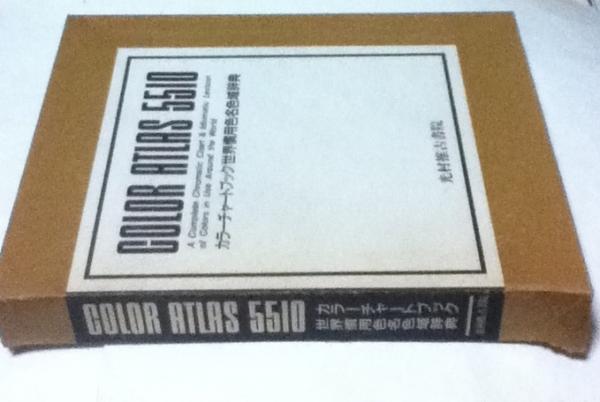 COLOR ATLAS 5510
A Complete Chromatic Chart & Idiomatic Lexicon
of Colors in Use Around the World
カラーチャートブック世界慣用色名色域辞典
光村推古書院
COLOR ATLAS 5510
カラーチャートブック
世界慣用色名色域辞典